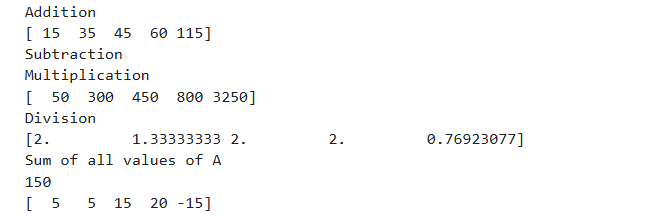 Addition
[ 15  35  45  60 115]
Subtraction
Multiplication
[  50  300  450  800 3250]
Division
[2.         1.33333333 2.         2.         0.76923077]
Sum of all values of A
150
[  5   5  15  20 -15]